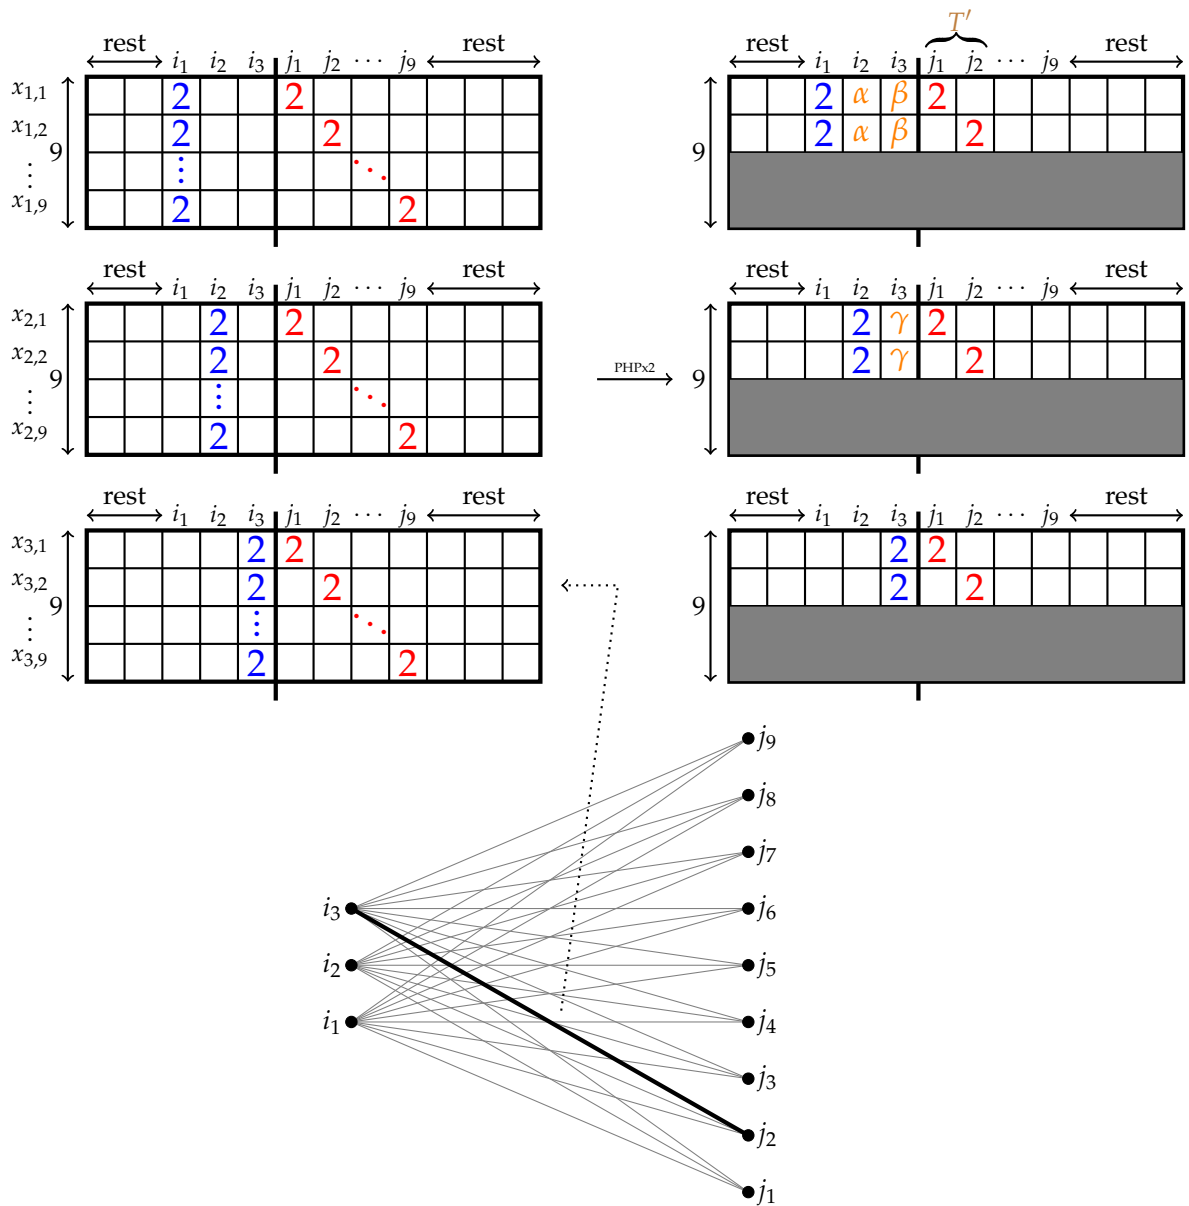 T′
rest i₁ i₂ i₃ j₁ j₂ ··· j₉ rest
rest i₁ i₂ i₃ j₁ j₂ ··· j₉ rest
x₁,₁ 2 2
2 α β 2
x₁,₂ 2 2
2 α β 2
9
9
⋮ ⋮ ⋱
x₁,₉ 2 2
rest i₁ i₂ i₃ j₁ j₂ ··· j₉ rest
rest i₁ i₂ i₃ j₁ j₂ ··· j₉ rest
x₂,₁ 2 2
2 γ 2
x₂,₂ 2 2
2 γ 2
9
PHPx2
9
⋮ ⋮ ⋱
x₂,₉ 2 2
rest i₁ i₂ i₃ j₁ j₂ ··· j₉ rest
rest i₁ i₂ i₃ j₁ j₂ ··· j₉ rest
x₃,₁ 2 2
2 2
x₃,₂ 2 2
2 2
9
9
⋮ ⋮ ⋱
x₃,₉ 2 2
j₉
j₈
j₇
i₃
j₆
i₂
j₅
i₁
j₄
j₃
j₂
j₁